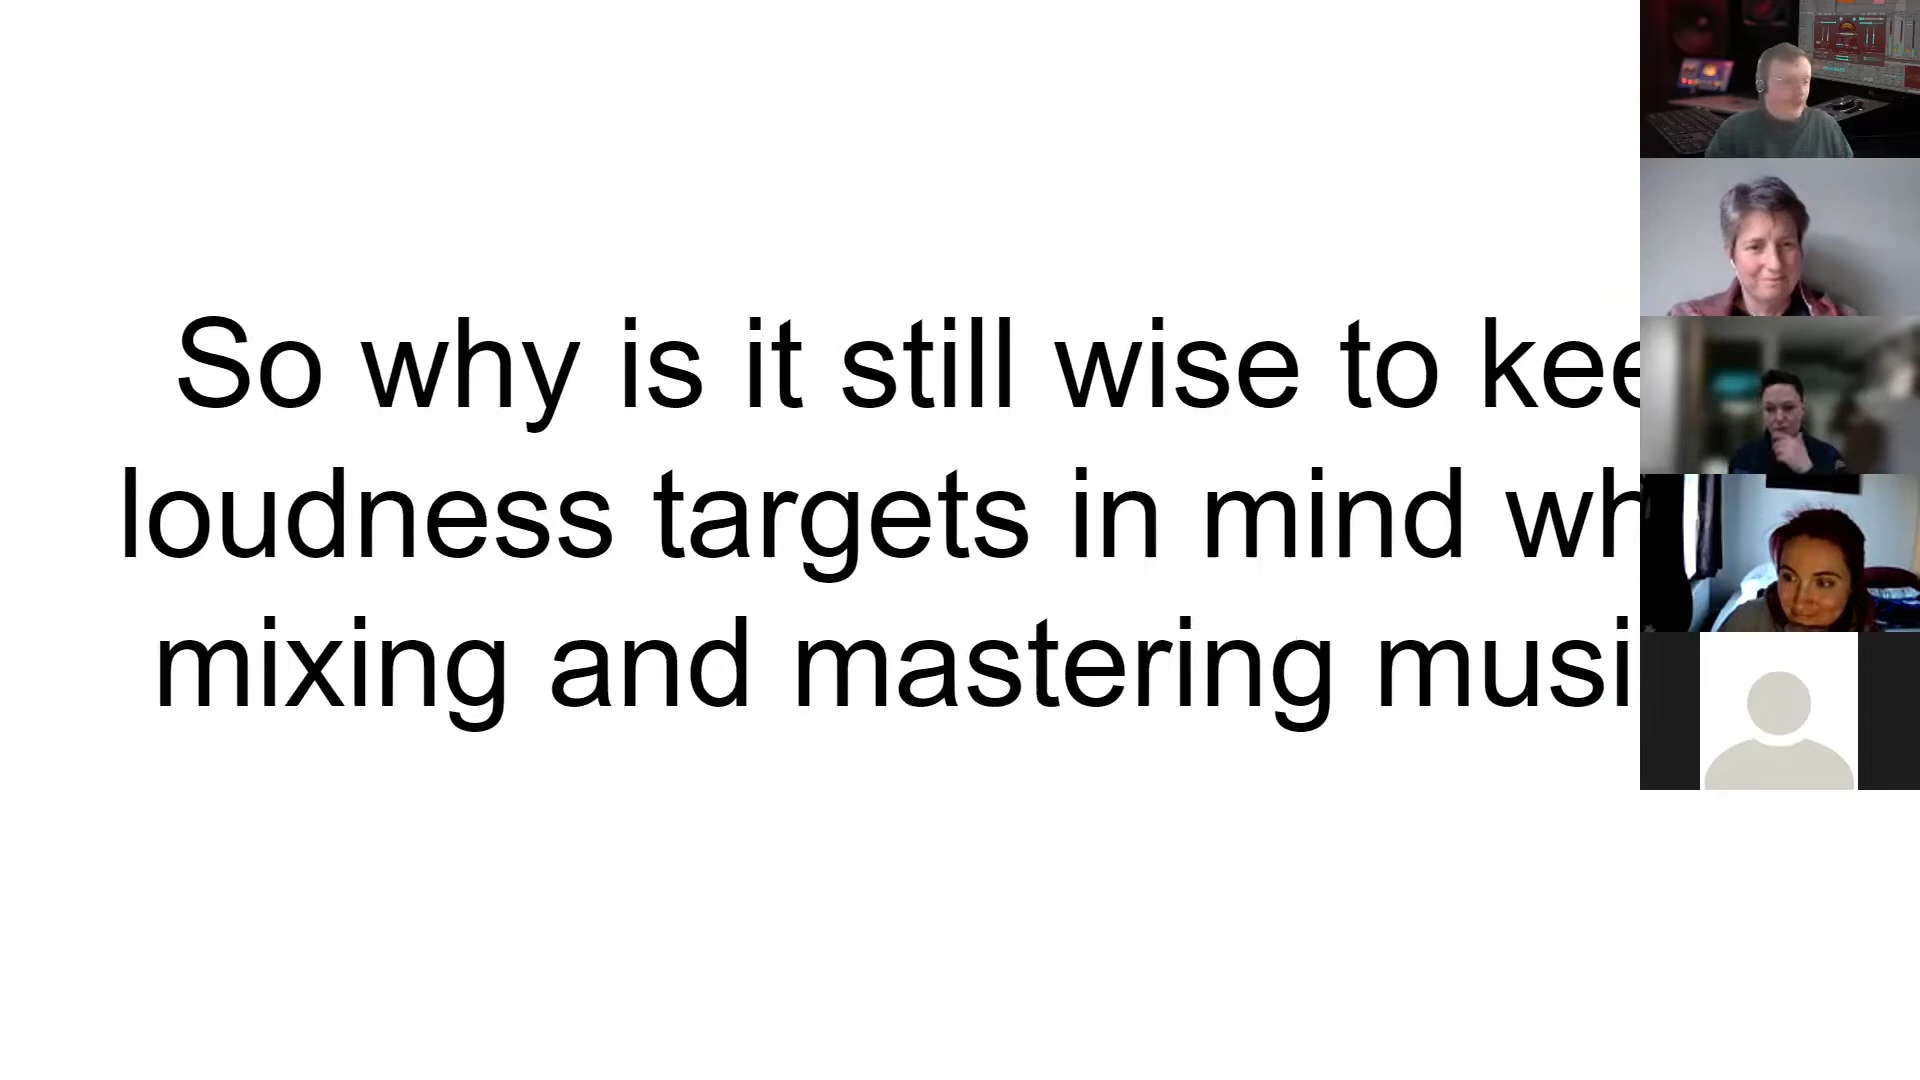 So why is it still wise to kee
loudness targets in mind wh
mixing and mastering musi